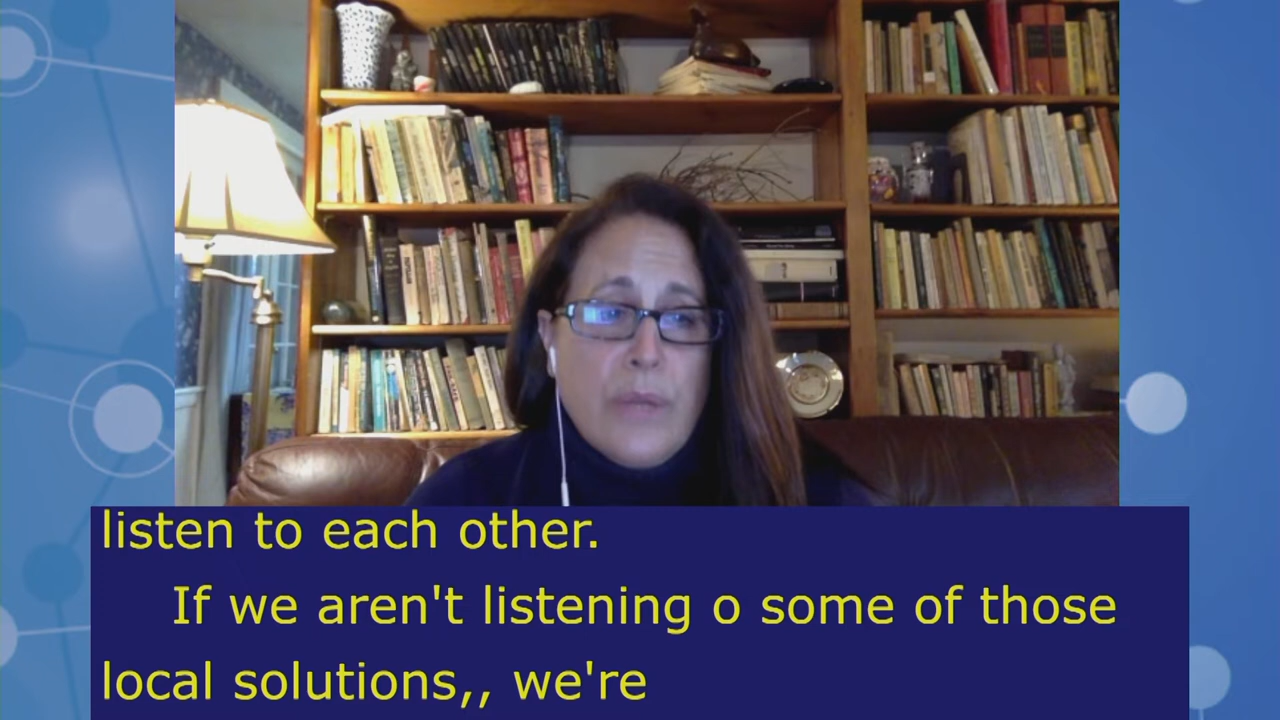 listen to each other.
If we aren't listening o some of those
local solutions,, we're